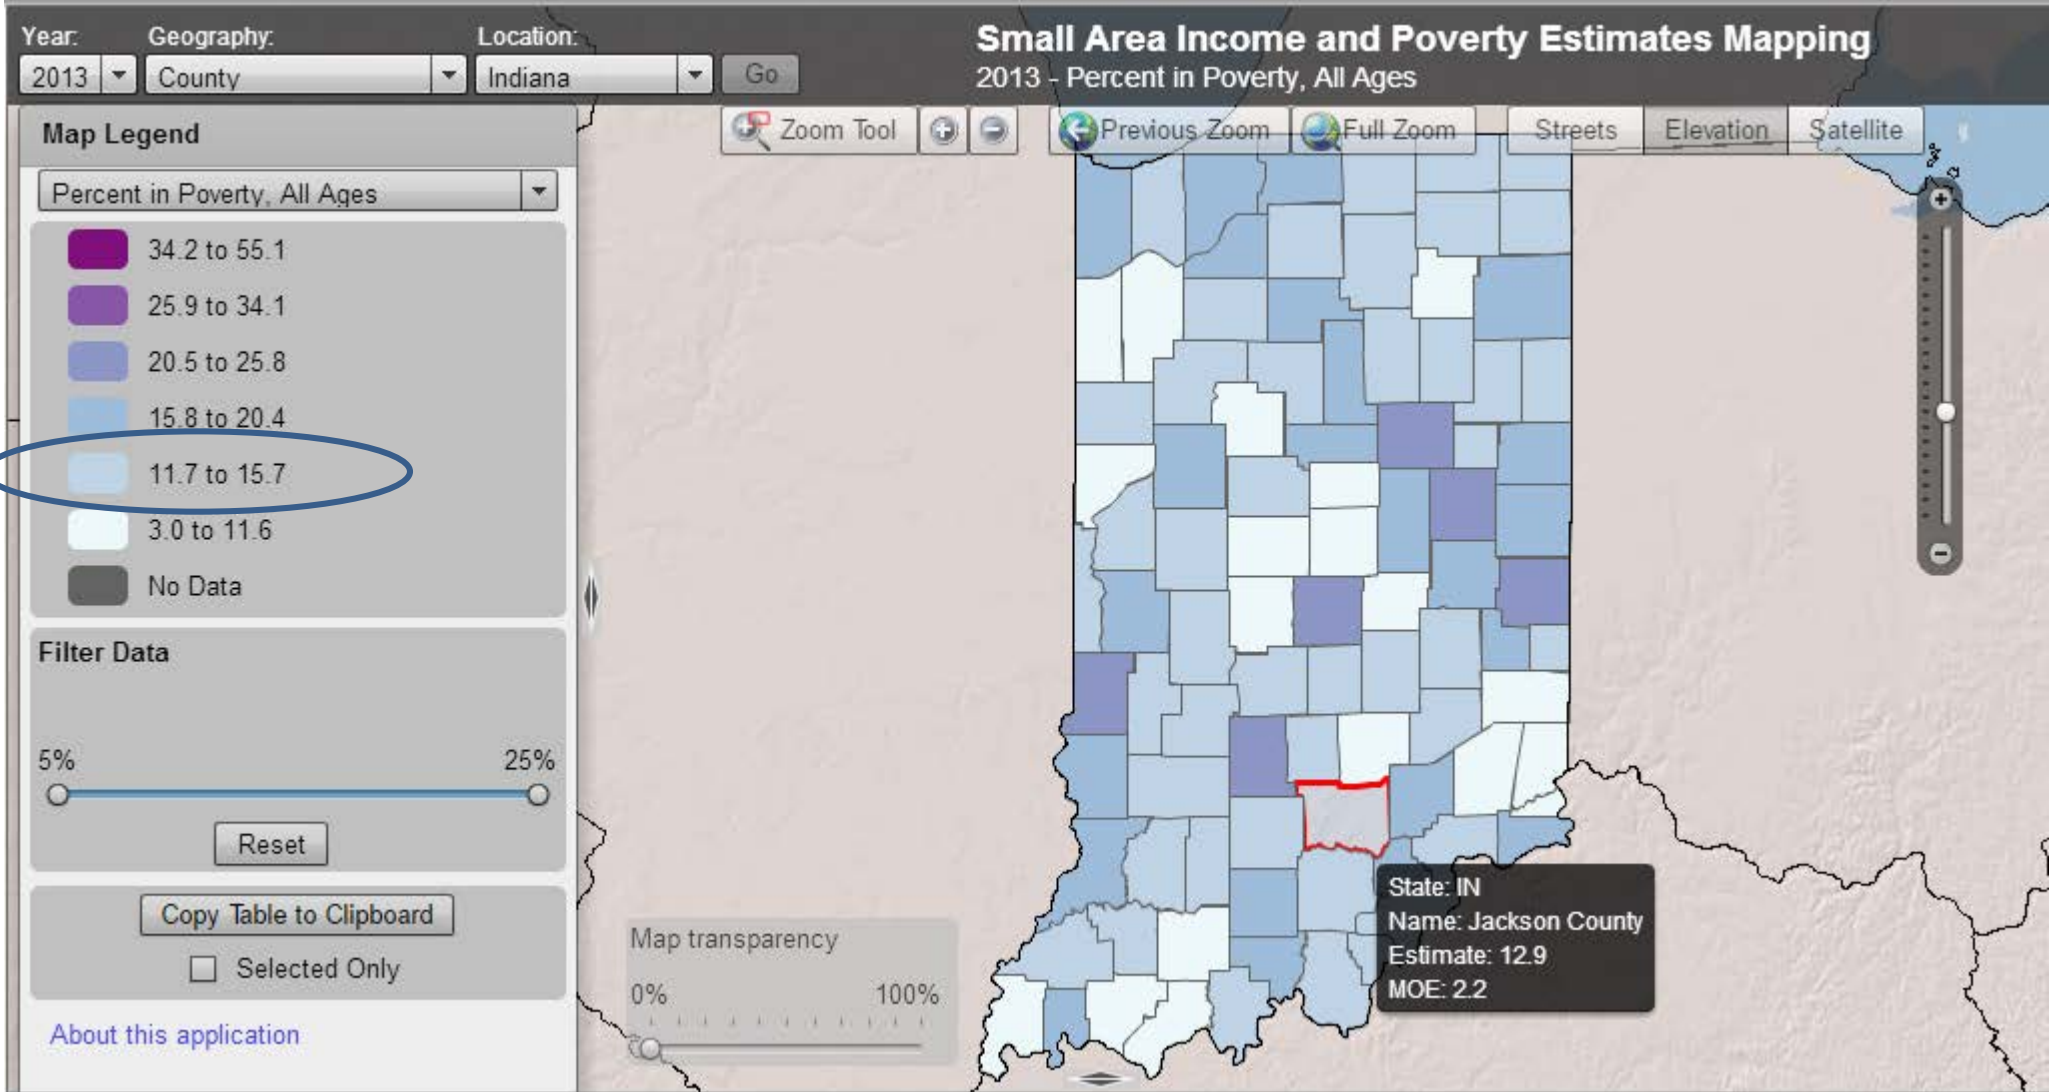 Year: Geography: Location:
2013 County Indiana Go
Small Area Income and Poverty Estimates Mapping
2013 - Percent in Poverty, All Ages
Zoom Tool Previous Zoom Full Zoom Streets Elevation Satellite
Map Legend
Percent in Poverty, All Ages
34.2 to 55.1
25.9 to 34.1
20.5 to 25.8
15.8 to 20.4
11.7 to 15.7
3.0 to 11.6
No Data
Filter Data
5% 25%
Reset
Copy Table to Clipboard
Selected Only
About this application
Map transparency
0% 100%
State: IN
Name: Jackson County
Estimate: 12.9
MOE: 2.2